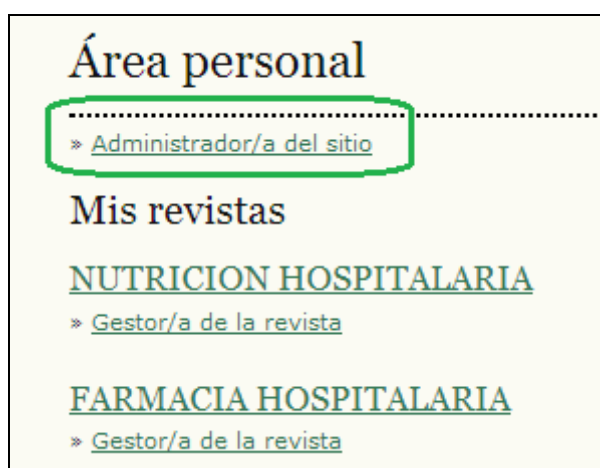 Área personal
» Administrador/a del sitio
Mis revistas
NUTRICION HOSPITALARIA
» Gestor/a de la revista
FARMACIA HOSPITALARIA
» Gestor/a de la revista